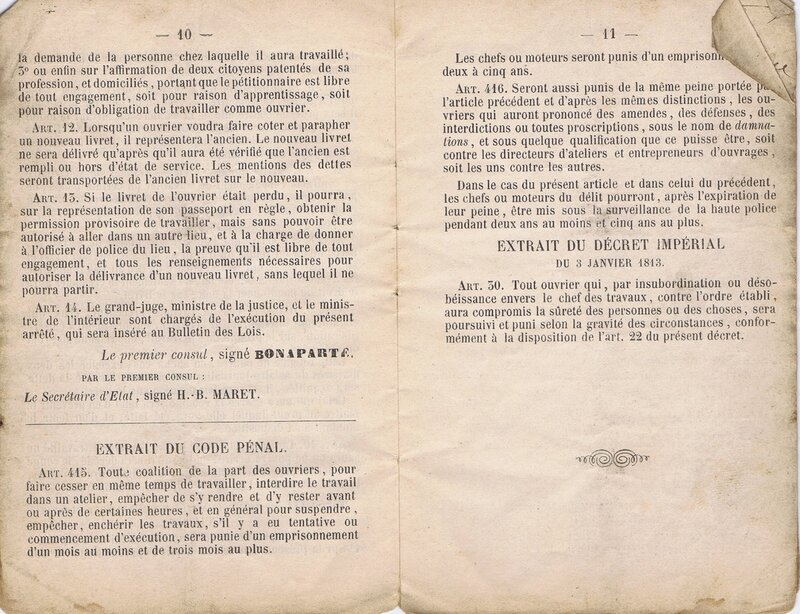 — 10 —
la demande de la personne chez laquelle il aura travaillé;
3º ou enfin sur l'affirmation de deux citoyens patentés de sa
profession, et domiciliés, portant que le pétitionnaire est libre
de tout engagement, soit pour raison d'apprentissage, soit
pour raison d'obligation de travailler comme ouvrier.
ART. 12. Lorsqu'un ouvrier voudra faire coter et parapher
un nouveau livret, il représentera l'ancien. Le nouveau livret
ne sera délivré qu'après qu'il aura été vérifié que l'ancien est
rempli ou hors d'état de service. Les mentions des dettes
seront transportées de l'ancien livret sur le nouveau.
ART. 13. Si le livret de l'ouvrier était perdu, il pourra,
sur la représentation de son passeport en règle, obtenir la
permission provisoire de travailler, mais sans pouvoir être
autorisé à aller dans un autre lieu, et à la charge de donner
à l'officier de police du lieu, la preuve qu'il est libre de tout
engagement, et tous les renseignements nécessaires pour
autoriser la délivrance d'un nouveau livret, sans lequel il ne
pourra partir.
ART. 14. Le grand-juge, ministre de la justice, et le minis-
tre de l'intérieur sont chargés de l'exécution du présent
arrêté, qui sera inséré au Bulletin des Lois.
Le premier consul, signé BONAPARTE.
PAR LE PREMIER CONSUL :
Le Secrétaire d'Etat, signé H.-B. MARET.
EXTRAIT DU CODE PÉNAL.
ART. 415. Toute coalition de la part des ouvriers, pour
faire cesser en même temps de travailler, interdire le travail
dans un atelier, empêcher de s'y rendre et d'y rester avant
ou après de certaines heures, et en général pour suspendre,
empêcher, enchérir les travaux, s'il y a eu tentative ou
commencement d'exécution, sera punie d'un emprisonnement
d'un mois au moins et de trois mois au plus.
— 11 —
Les chefs ou moteurs seront punis d'un
deux à cinq ans.
ART. 416. Seront aussi punis de la même peine portée
l'article précédent et d'après les mêmes distinctions, les ou-
vriers qui auront prononcé des amendes, des défenses, des
interdictions ou toutes proscriptions, sous le nom de damna-
tions, et sous quelque qualification que ce puisse être, soit
contre les directeurs d'ateliers et entrepreneurs d'ouvrages,
soit les uns contre les autres.
Dans le cas du présent article et dans celui du précédent,
les chefs ou moteurs du délit pourront, après l'expiration de
leur peine, être mis sous la surveillance de la haute police
pendant deux ans au moins et cinq ans au plus.
EXTRAIT DU DÉCRET IMPÉRIAL
DU 3 JANVIER 1813.
ART. 30. Tout ouvrier qui, par insubordination ou déso-
béissance envers le chef des travaux, contre l'ordre établi,
aura compromis la sûreté des personnes ou des choses, sera
poursuivi et puni selon la gravité des circonstances, confor-
mément à la disposition de l'art. 22 du présent décret.